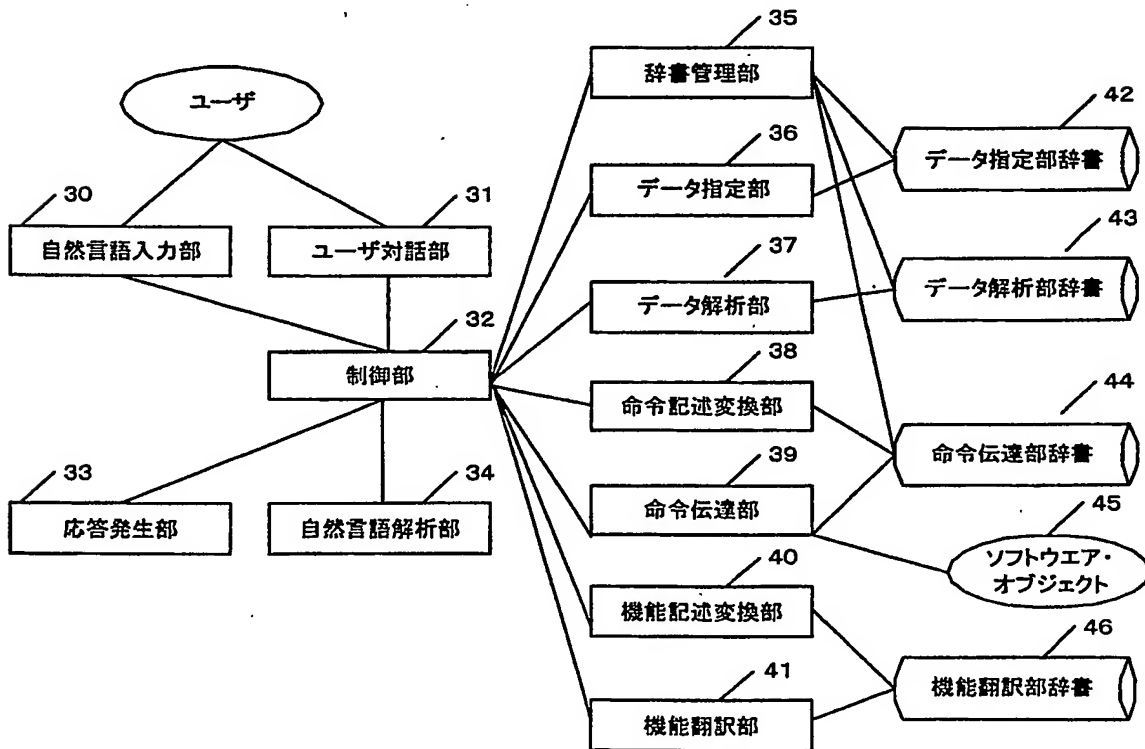 ユーザ
30
自然言語入力部
31
ユーザ対話部
32
制御部
33
応答発生部
34
自然言語解析部
35
辞書管理部
36
データ指定部
37
データ解析部
38
命令記述変換部
39
命令伝達部
40
機能記述変換部
41
機能翻訳部
42
データ指定部辞書
43
データ解析部辞書
44
命令伝達部辞書
45
ソフトウエア・
オブジェクト
46
機能翻訳部辞書